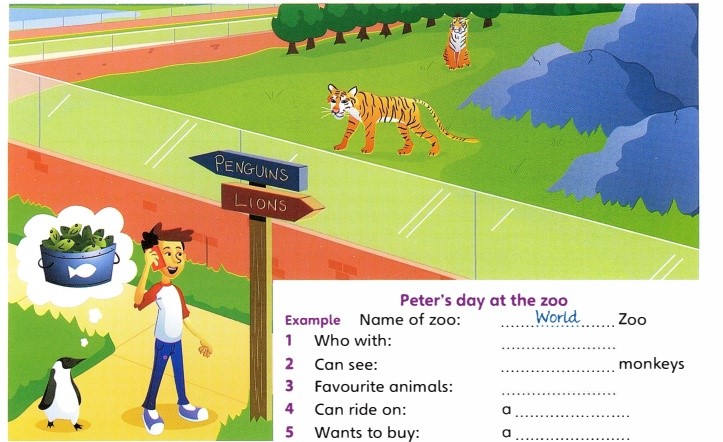 PENGUINS
LIONS
Peter's day at the zoo
Example Name of zoo: ......World...... Zoo
1 Who with: ........................
2 Can see: ........................ monkeys
3 Favourite animals: ........................
4 Can ride on: a ........................
5 Wants to buy: a ........................